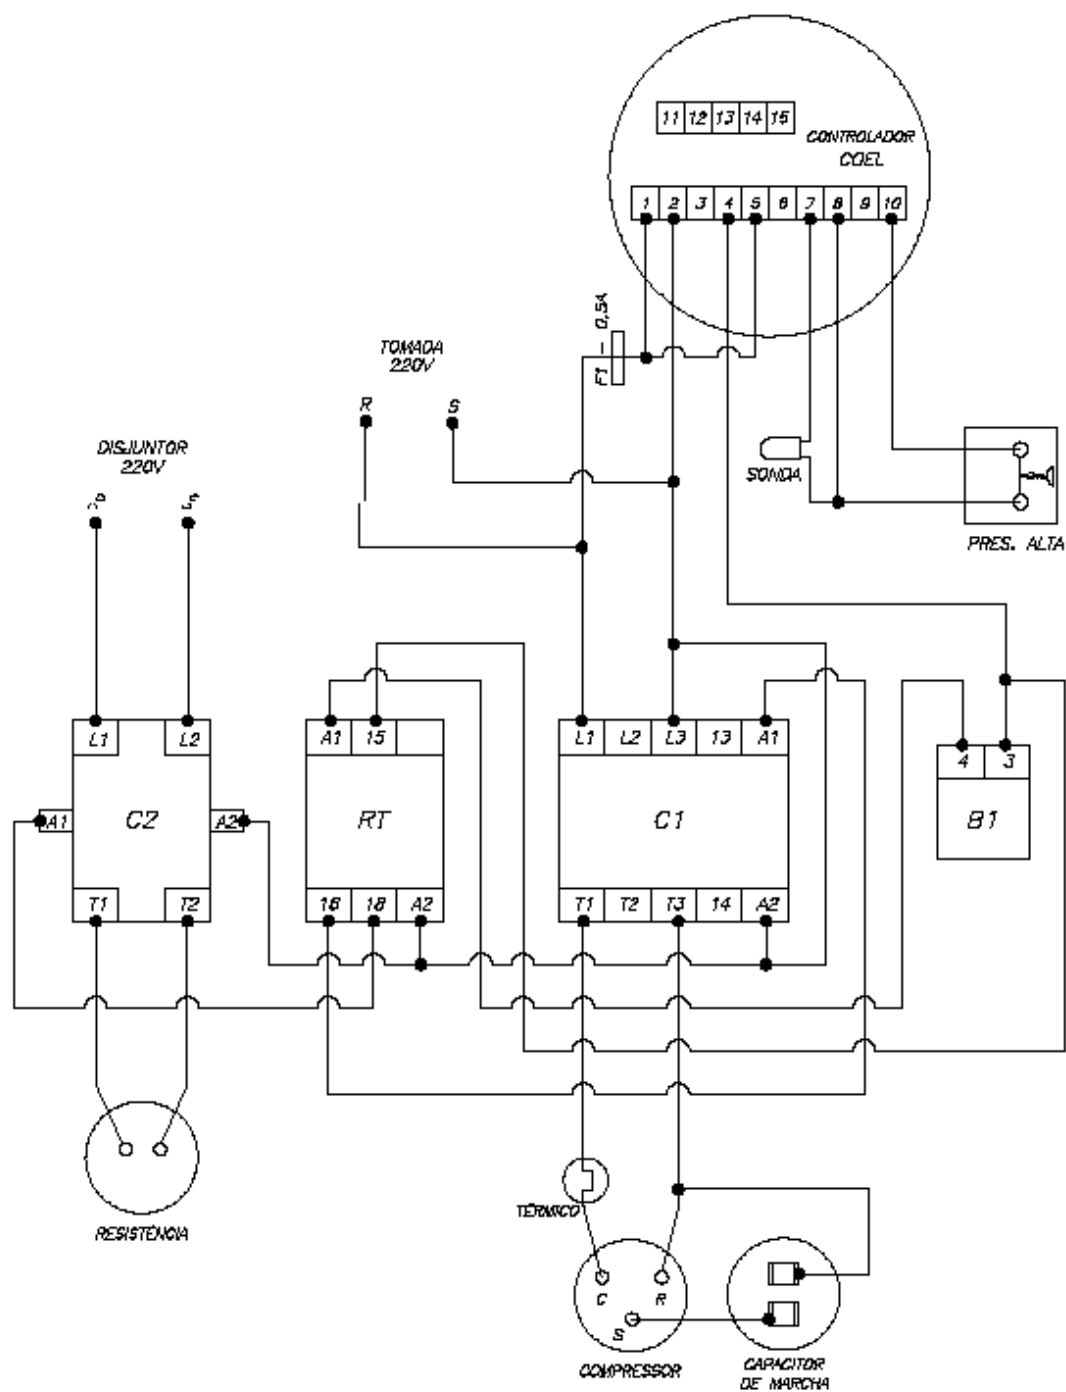 11 12 13 14 15
CONTROLADOR
COEL
1 2 3 4 5 6 7 8 9 10
F1 - 0,5A
TOMADA
220V
R S
SONDA
PRES. ALTA
DISJUNTOR
220V
L1 L2
A1 C2 A2
T1 T2
A1 15
RT
16 18 A2
L1 L2 L3 13 A1
C1
T1 T2 T3 14 A2
4 3
B1
RESISTÊNCIA
TÉRMICO
C R
S
COMPRESSOR
CAPACITOR
DE MARCHA